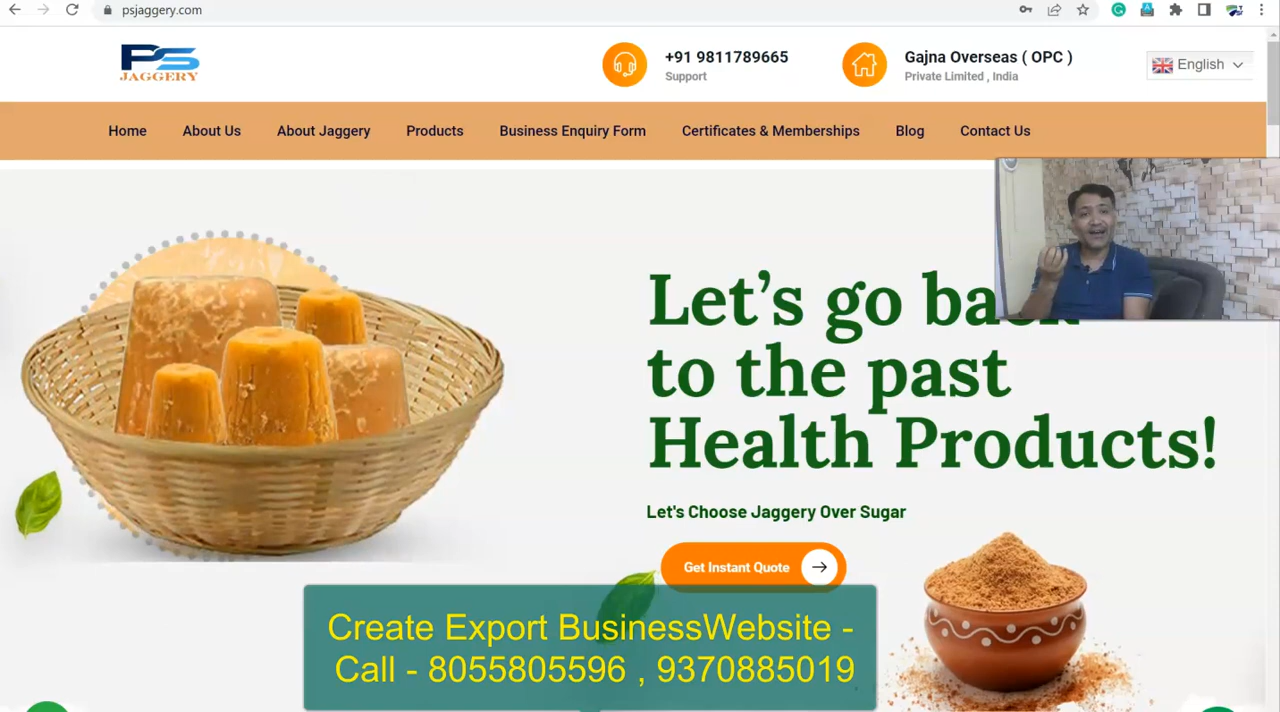 psjaggery.com
PS
JAGGERY
+91 9811789665
Support
Gajna Overseas ( OPC )
Private Limited , India
English
Home
About Us
About Jaggery
Products
Business Enquiry Form
Certificates & Memberships
Blog
Contact Us
Let’s go back
to the past
Health Products!
Let's Choose Jaggery Over Sugar
Get Instant Quote
Create Export BusinessWebsite -
Call - 8055805596 , 9370885019